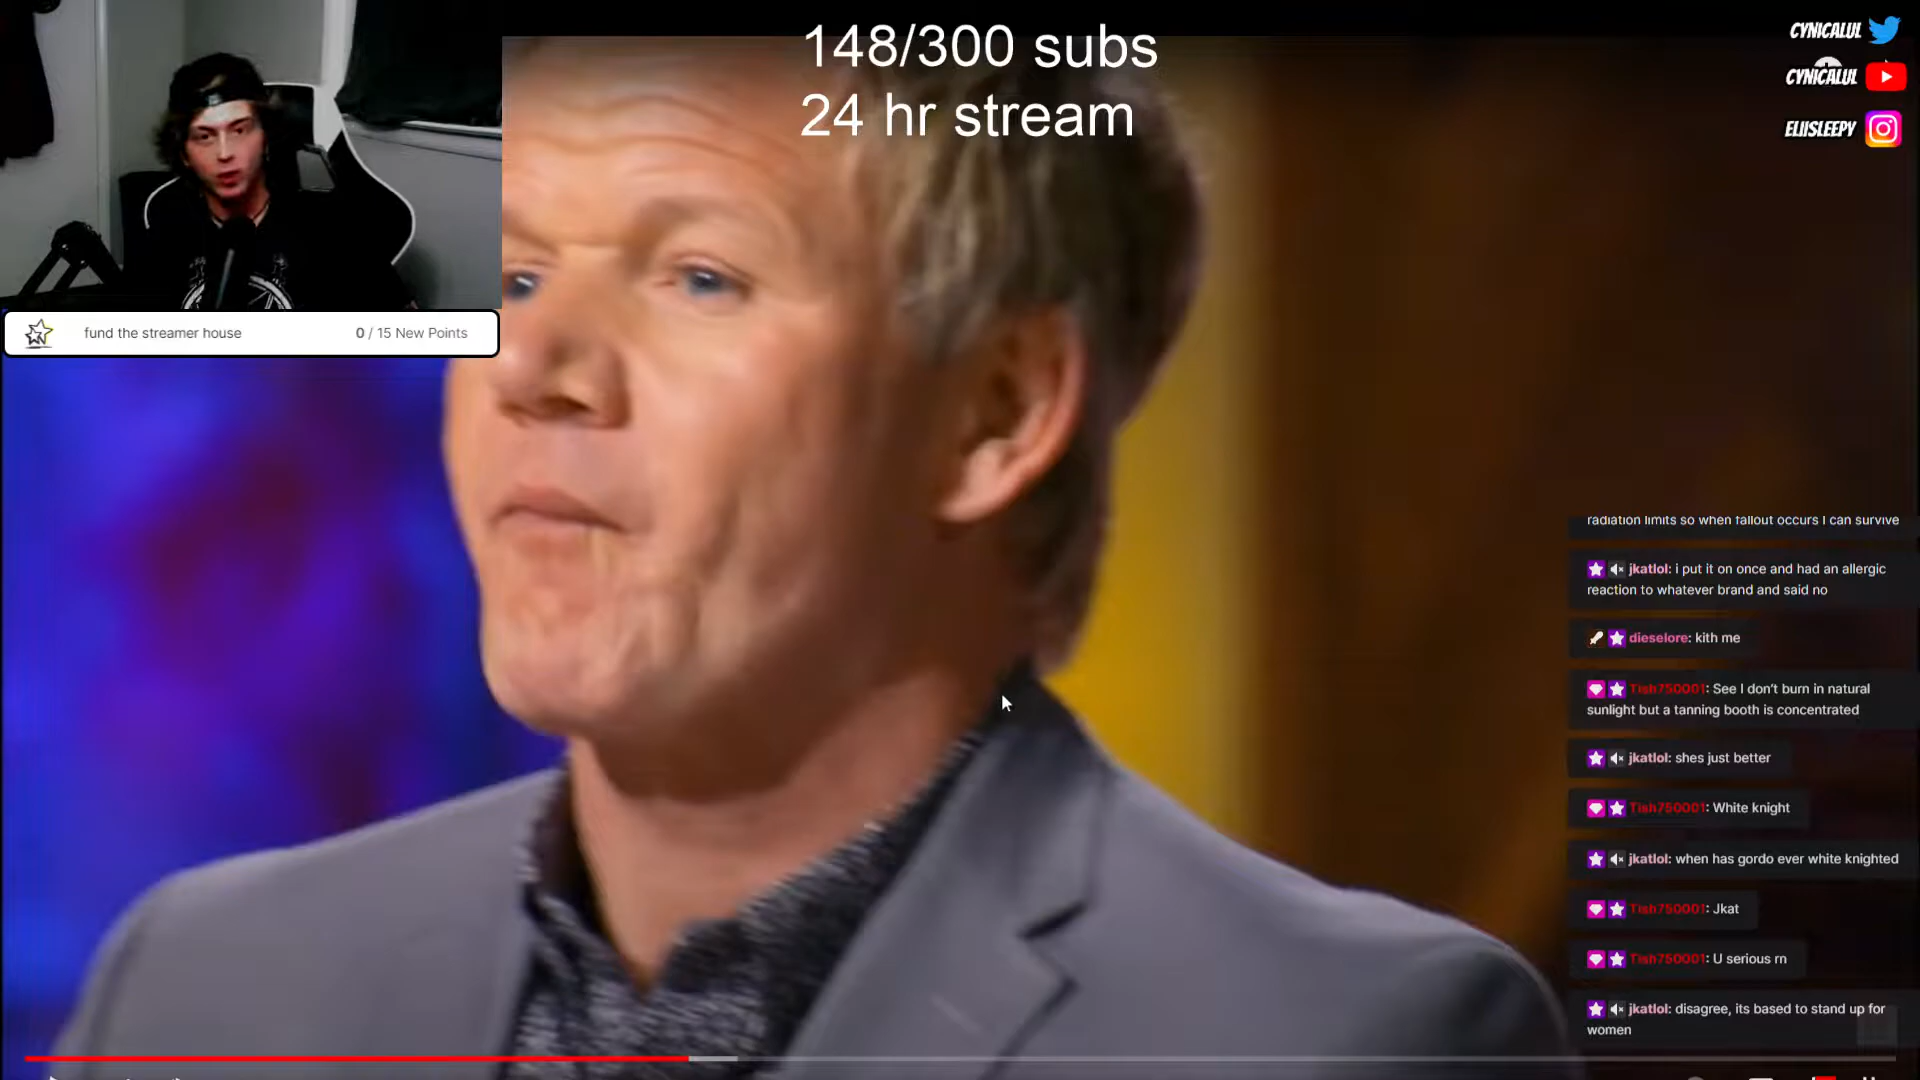 148/300 subs
24 hr stream
CYNICALUL
CYNICALUL
ELIISLEEPY
fund the streamer house 0 / 15 New Points
radiation limits so when fallout occurs I can survive
jkatlol: i put it on once and had an allergic
reaction to whatever brand and said no
dieselore: kith me
Tish750001: See I don't burn in natural
sunlight but a tanning booth is concentrated
jkatlol: shes just better
Tish750001: White knight
jkatlol: when has gordo ever white knighted
Tish750001: Jkat
Tish750001: U serious rn
jkatlol: disagree, its based to stand up for
women